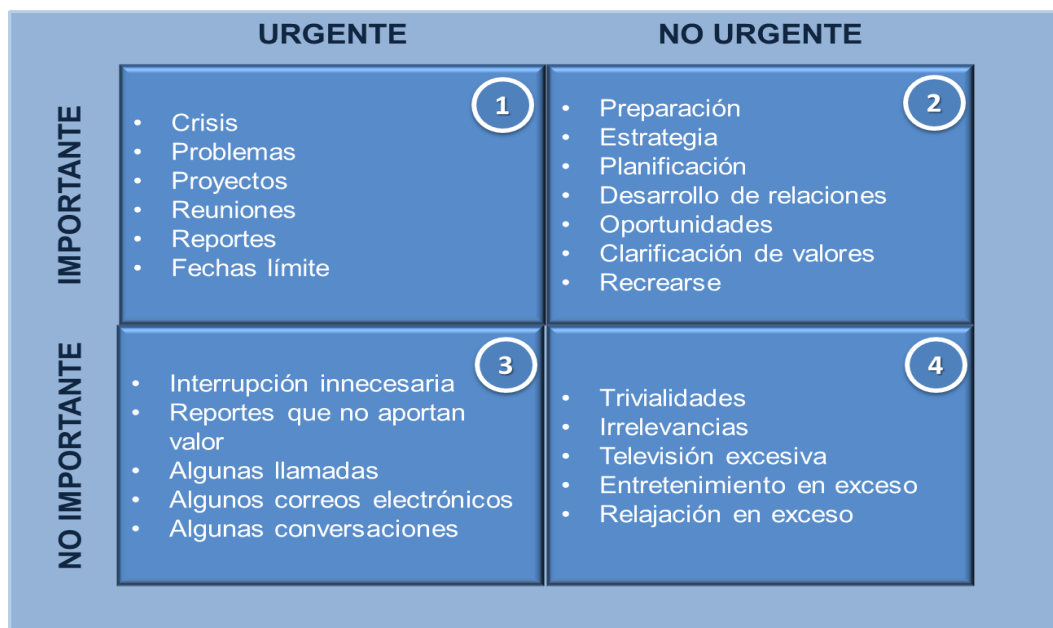 URGENTE
NO URGENTE
IMPORTANTE
1
• Crisis
• Problemas
• Proyectos
• Reuniones
• Reportes
• Fechas límite
2
• Preparación
• Estrategia
• Planificación
• Desarrollo de relaciones
• Oportunidades
• Clarificación de valores
• Recrearse
NO IMPORTANTE
3
• Interrupción innecesaria
• Reportes que no aportan
valor
• Algunas llamadas
• Algunos correos electrónicos
• Algunas conversaciones
4
• Trivialidades
• Irrelevancias
• Televisión excesiva
• Entretenimiento en exceso
• Relajación en exceso